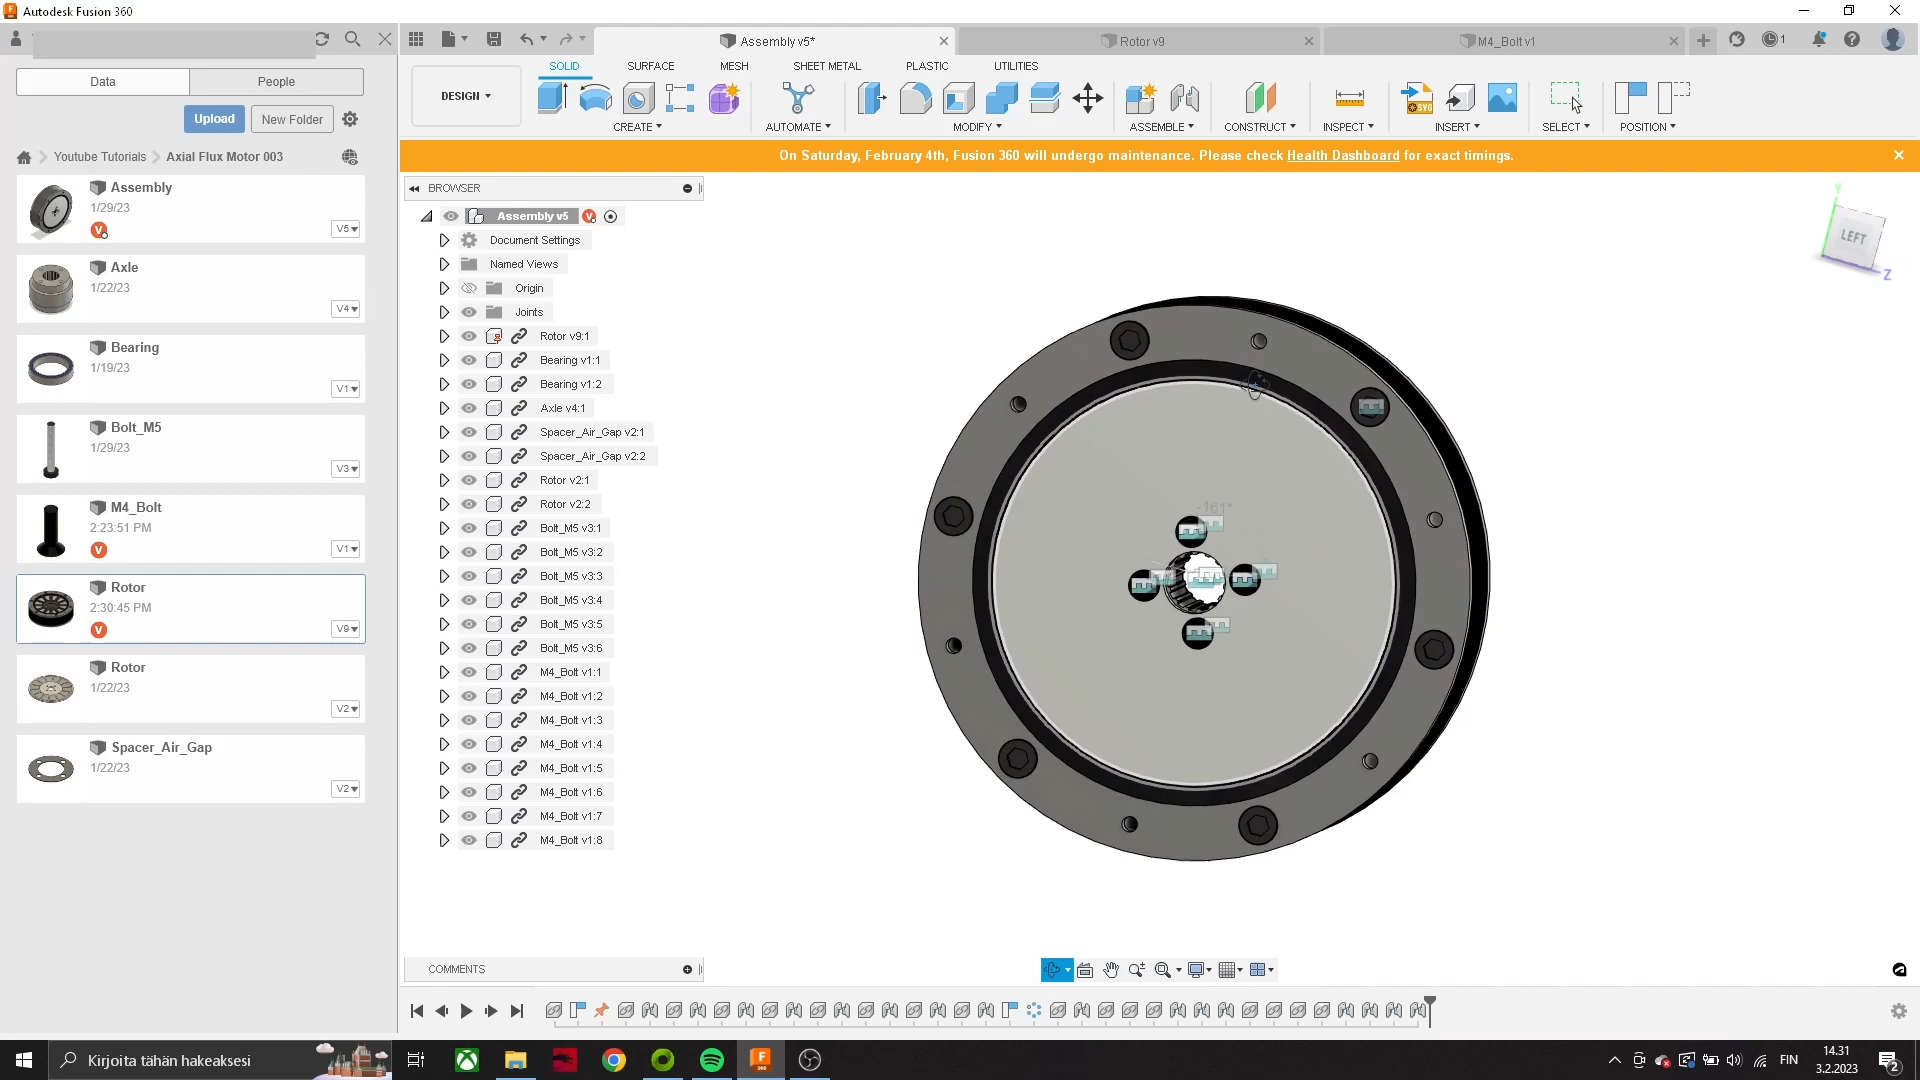 Autodesk Fusion 360
Data
People
Upload
New Folder
Youtube Tutorials
Axial Flux Motor 003
Assembly
1/29/23
V
V5
Axle
1/22/23
V4
Bearing
1/19/23
V1
Bolt_M5
1/29/23
V3
M4_Bolt
2:23:51 PM
V
V1
Rotor
2:30:45 PM
V
V9
Rotor
1/22/23
V2
Spacer_Air_Gap
1/22/23
V2
Assembly v5*
Rotor v9
M4_Bolt v1
1
SOLID
SURFACE
MESH
SHEET METAL
PLASTIC
UTILITIES
DESIGN
CREATE
AUTOMATE
MODIFY
ASSEMBLE
CONSTRUCT
INSPECT
INSERT
SELECT
POSITION
SVG
On Saturday, February 4th, Fusion 360 will undergo maintenance. Please check Health Dashboard for exact timings.
BROWSER
Assembly v5
V
Document Settings
Named Views
Origin
Joints
Rotor v9:1
Bearing v1:1
Bearing v1:2
Axle v4:1
Spacer_Air_Gap v2:1
Spacer_Air_Gap v2:2
Rotor v2:1
Rotor v2:2
Bolt_M5 v3:1
Bolt_M5 v3:2
Bolt_M5 v3:3
Bolt_M5 v3:4
Bolt_M5 v3:5
Bolt_M5 v3:6
M4_Bolt v1:1
M4_Bolt v1:2
M4_Bolt v1:3
M4_Bolt v1:4
M4_Bolt v1:5
M4_Bolt v1:6
M4_Bolt v1:7
M4_Bolt v1:8
Y
LEFT
Z
-161°
COMMENTS
Kirjoita tähän hakeaksesi
F
360
FIN
14.31
3.2.2023
2